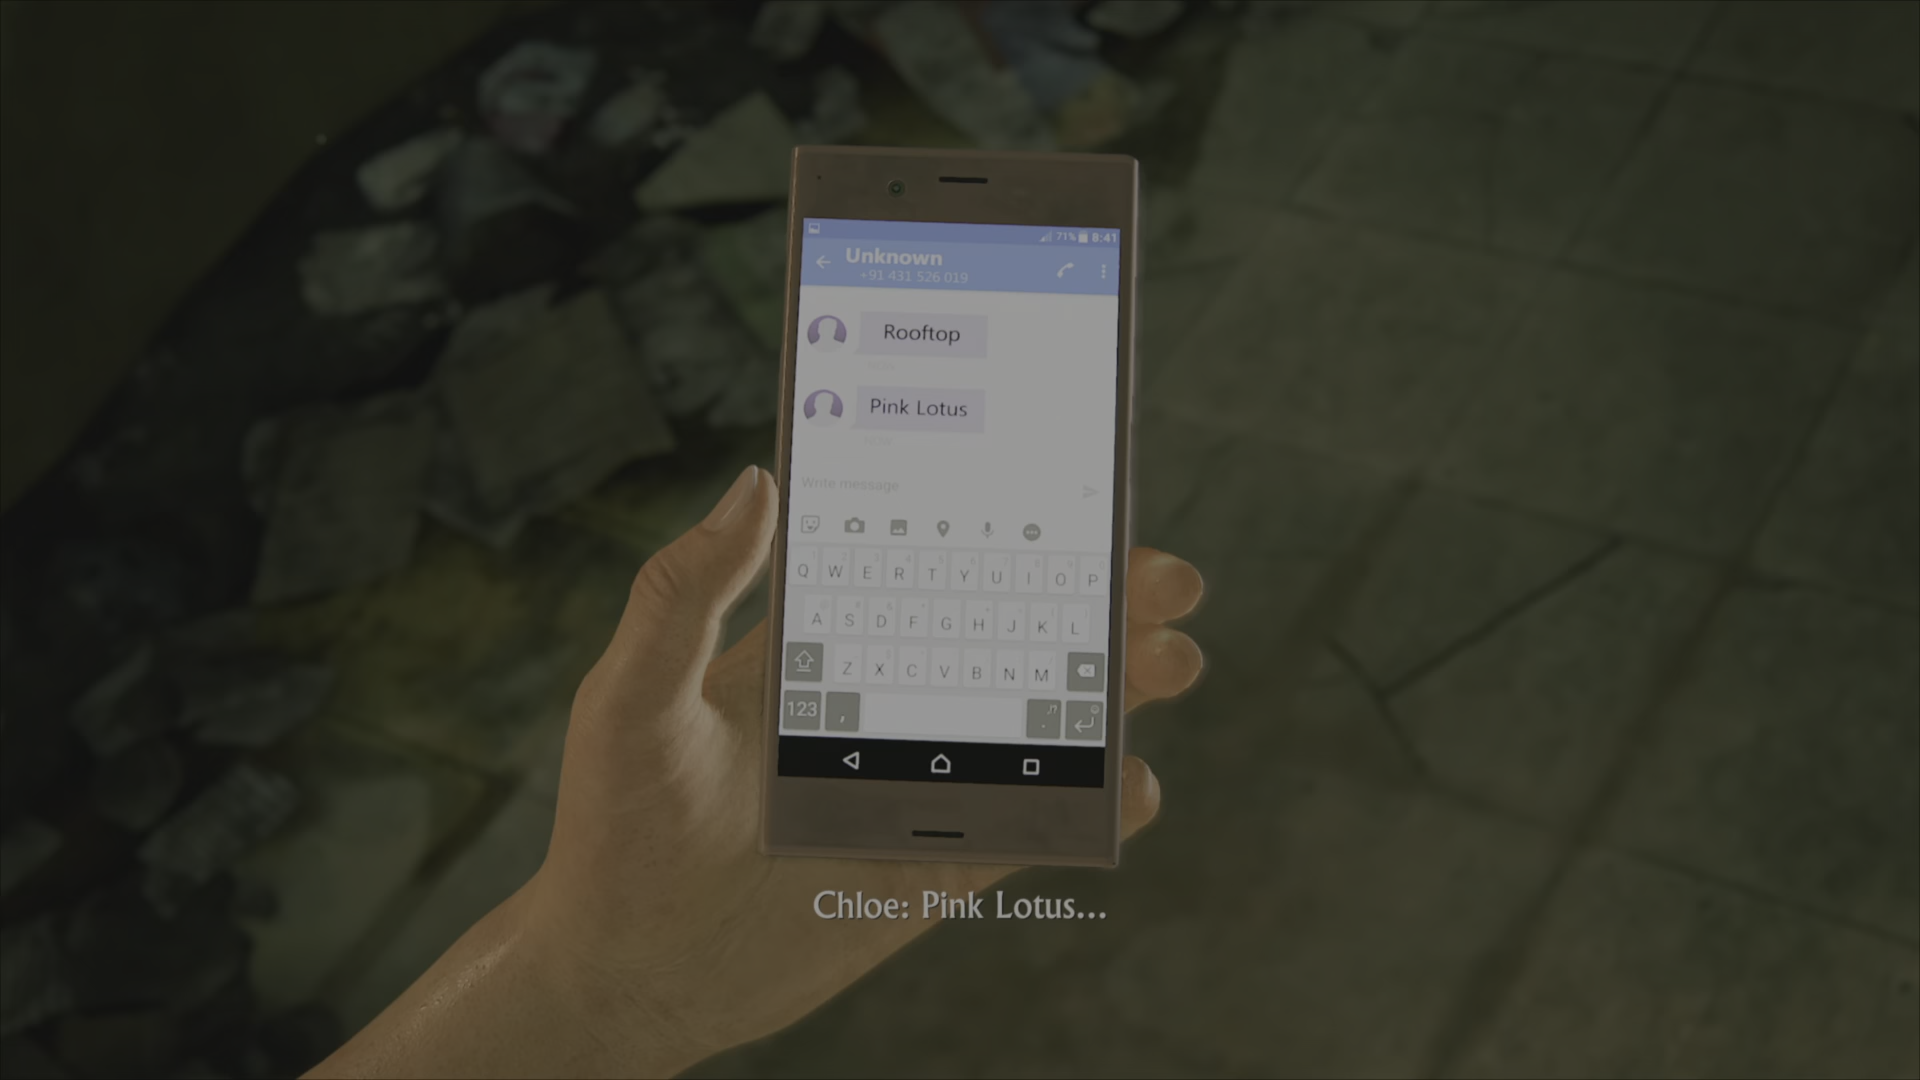 71% 8:41
Unknown
+91 431 526 019
Rooftop
Pink Lotus
Write message
Q W E R T Y U I O P
A S D F G H J K L
Z X C V B N M
123 , .
Chloe: Pink Lotus...